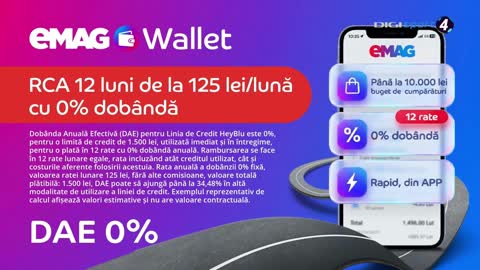 eMAG Wallet
DIGI SPORT 4
RCA 12 luni de la 125 lei/lună
cu 0% dobândă
Dobânda Anuală Efectivă (DAE) pentru Linia de Credit HeyBlu este 0%,
pentru o limită de credit de 1.500 lei, utilizată imediat și în întregime,
pentru o plată în 12 rate cu 0% dobândă anuală. Rambursarea se face
în 12 rate lunare egale, rata incluzând atât creditul utilizat, cât și
costurile aferente folosirii acestuia. Rata anuală a dobânzii 0% fixă,
valoarea ratei lunare 125 lei, fără alte comisioane, valoare totală
plătibilă: 1.500 lei, DAE poate să ajungă până la 34,48% în altă
modalitate de utilizare a liniei de credit. Exemplul reprezentativ de
calcul afișează valori estimative și nu are valoare contractuală.
DAE 0%
10:25
eMAG
Până la 10.000 lei
buget de cumpărături
12 rate
0% dobândă
Rapid, din APP
Total